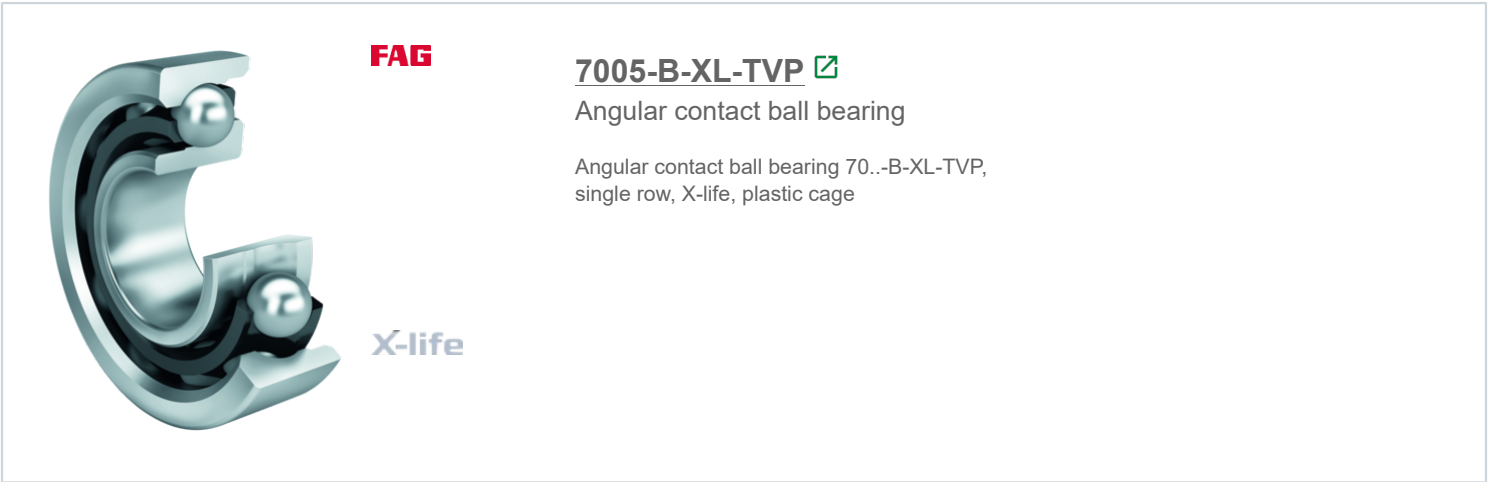 FAG
7005-B-XL-TVP
Angular contact ball bearing
Angular contact ball bearing 70..-B-XL-TVP,
single row, X-life, plastic cage
X-life